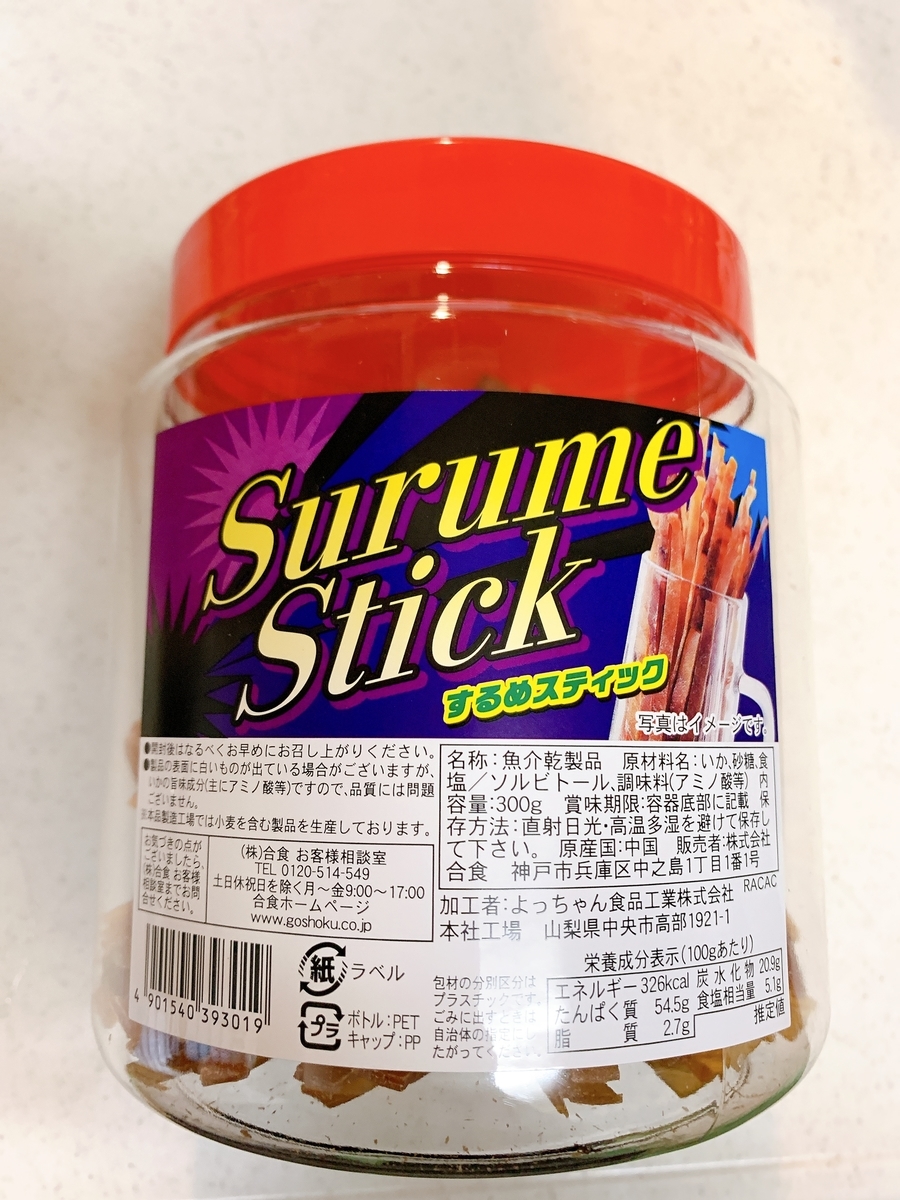 Surume
Stick
するめスティック
写真はイメージです。
●開封後はなるべくお早めにお召し上がりください。
●製品の表面に白いものが出ている場合がございますが、
いかの旨味成分(主にアミノ酸等)ですので、品質には問題
ございません。
※本品製造工場では小麦を含む製品を生産しております。
お気づきの点が
ございましたら、
(株)合食 お客様
相談室までお問
合せください。
(株)合食 お客様相談室
TEL 0120-514-549
土日休祝日を除く月~金9:00~17:00
合食ホームページ
www.goshoku.co.jp
4 901540 393019
紙 ラベル
プラ ボトル:PET
キャップ:PP
包材の分別区分は
プラスチックです。
ごみに出すときは
自治体の指定にし
たがってください。
名称:魚介乾製品 原材料名:いか、砂糖、食
塩/ソルビトール、調味料(アミノ酸等) 内
容量:300g 賞味期限:容器底部に記載 保
存方法:直射日光・高温多湿を避けて保存し
て下さい。 原産国:中国 販売者:株式会社
合食 神戸市兵庫区中之島1丁目1番1号
RACAC
加工者:よっちゃん食品工業株式会社
本社工場 山梨県中央市高部1921-1
栄養成分表示(100gあたり)
エネルギー 326kcal 炭水化物 20.9g
たんぱく質 54.5g 食塩相当量 5.1g
脂質 2.7g 推定値